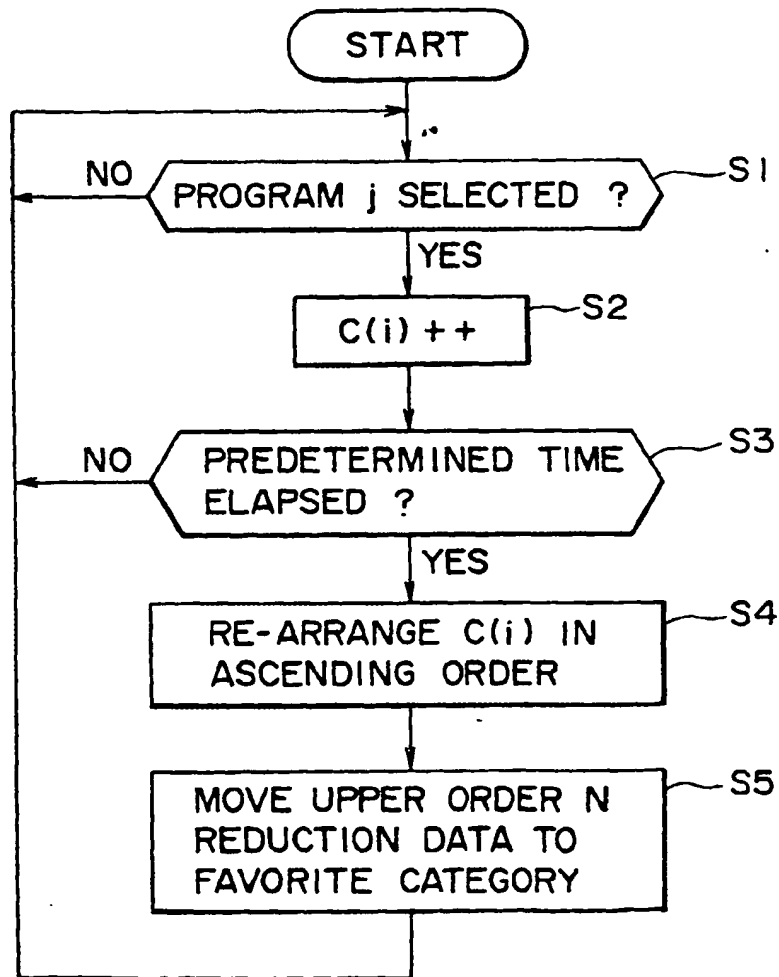 START
NO
PROGRAM j SELECTED ?
S1
YES
C(i) + +
S2
NO
PREDETERMINED TIME
ELAPSED ?
S3
YES
RE-ARRANGE C(i) IN
ASCENDING ORDER
S4
MOVE UPPER ORDER N
REDUCTION DATA TO
FAVORITE CATEGORY
S5